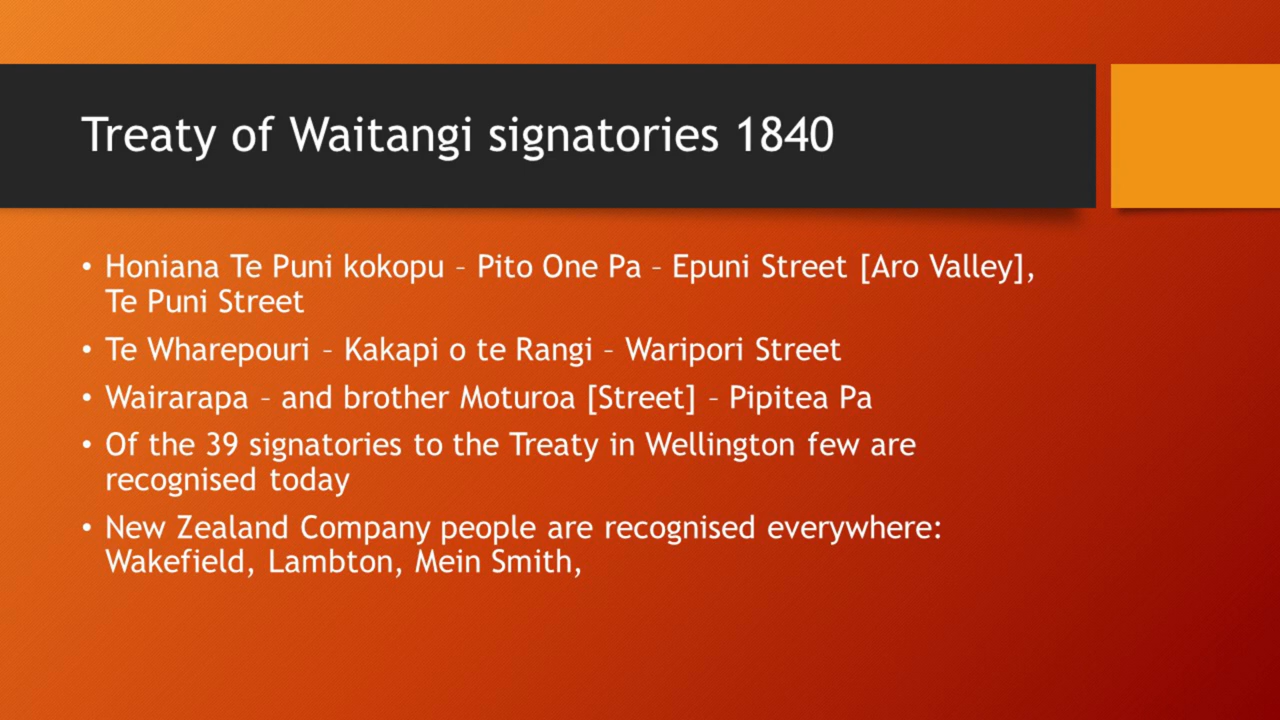 Treaty of Waitangi signatories 1840
• Honiana Te Puni kokopu – Pito One Pa – Epuni Street [Aro Valley],
Te Puni Street
• Te Wharepouri – Kakapi o te Rangi – Waripori Street
• Wairarapa – and brother Moturoa [Street] – Pipitea Pa
• Of the 39 signatories to the Treaty in Wellington few are
recognised today
• New Zealand Company people are recognised everywhere:
Wakefield, Lambton, Mein Smith,